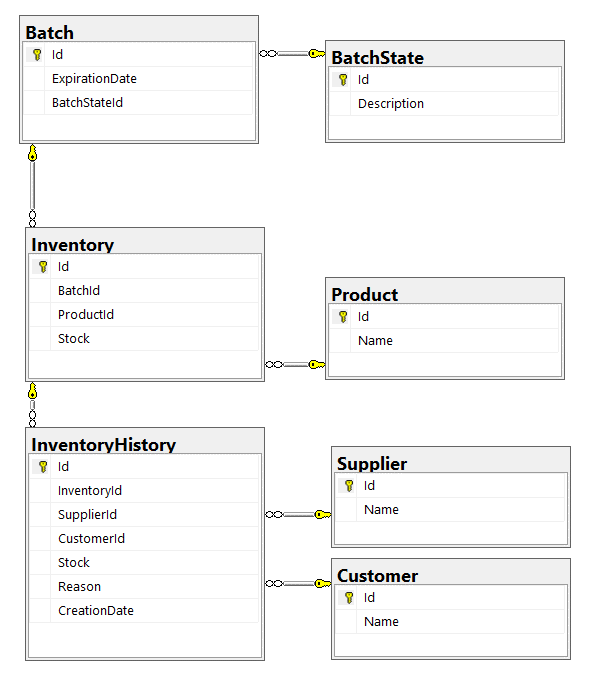 Batch
Id
ExpirationDate
BatchStateId
BatchState
Id
Description
Inventory
Id
BatchId
ProductId
Stock
Product
Id
Name
InventoryHistory
Id
InventoryId
SupplierId
CustomerId
Stock
Reason
CreationDate
Supplier
Id
Name
Customer
Id
Name